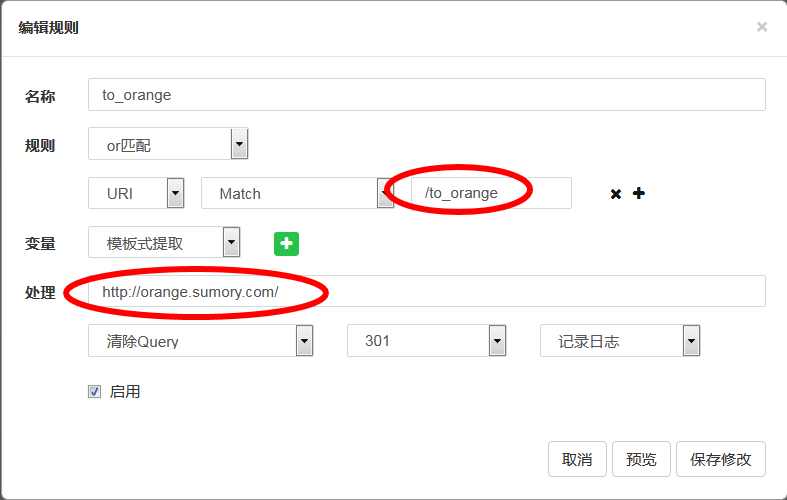 编辑规则 ×
名称 to_orange
规则 or匹配
URI Match /to_orange
变量 模板式提取
处理 http://orange.sumory.com/
清除Query 301 记录日志
启用
取消 预览 保存修改